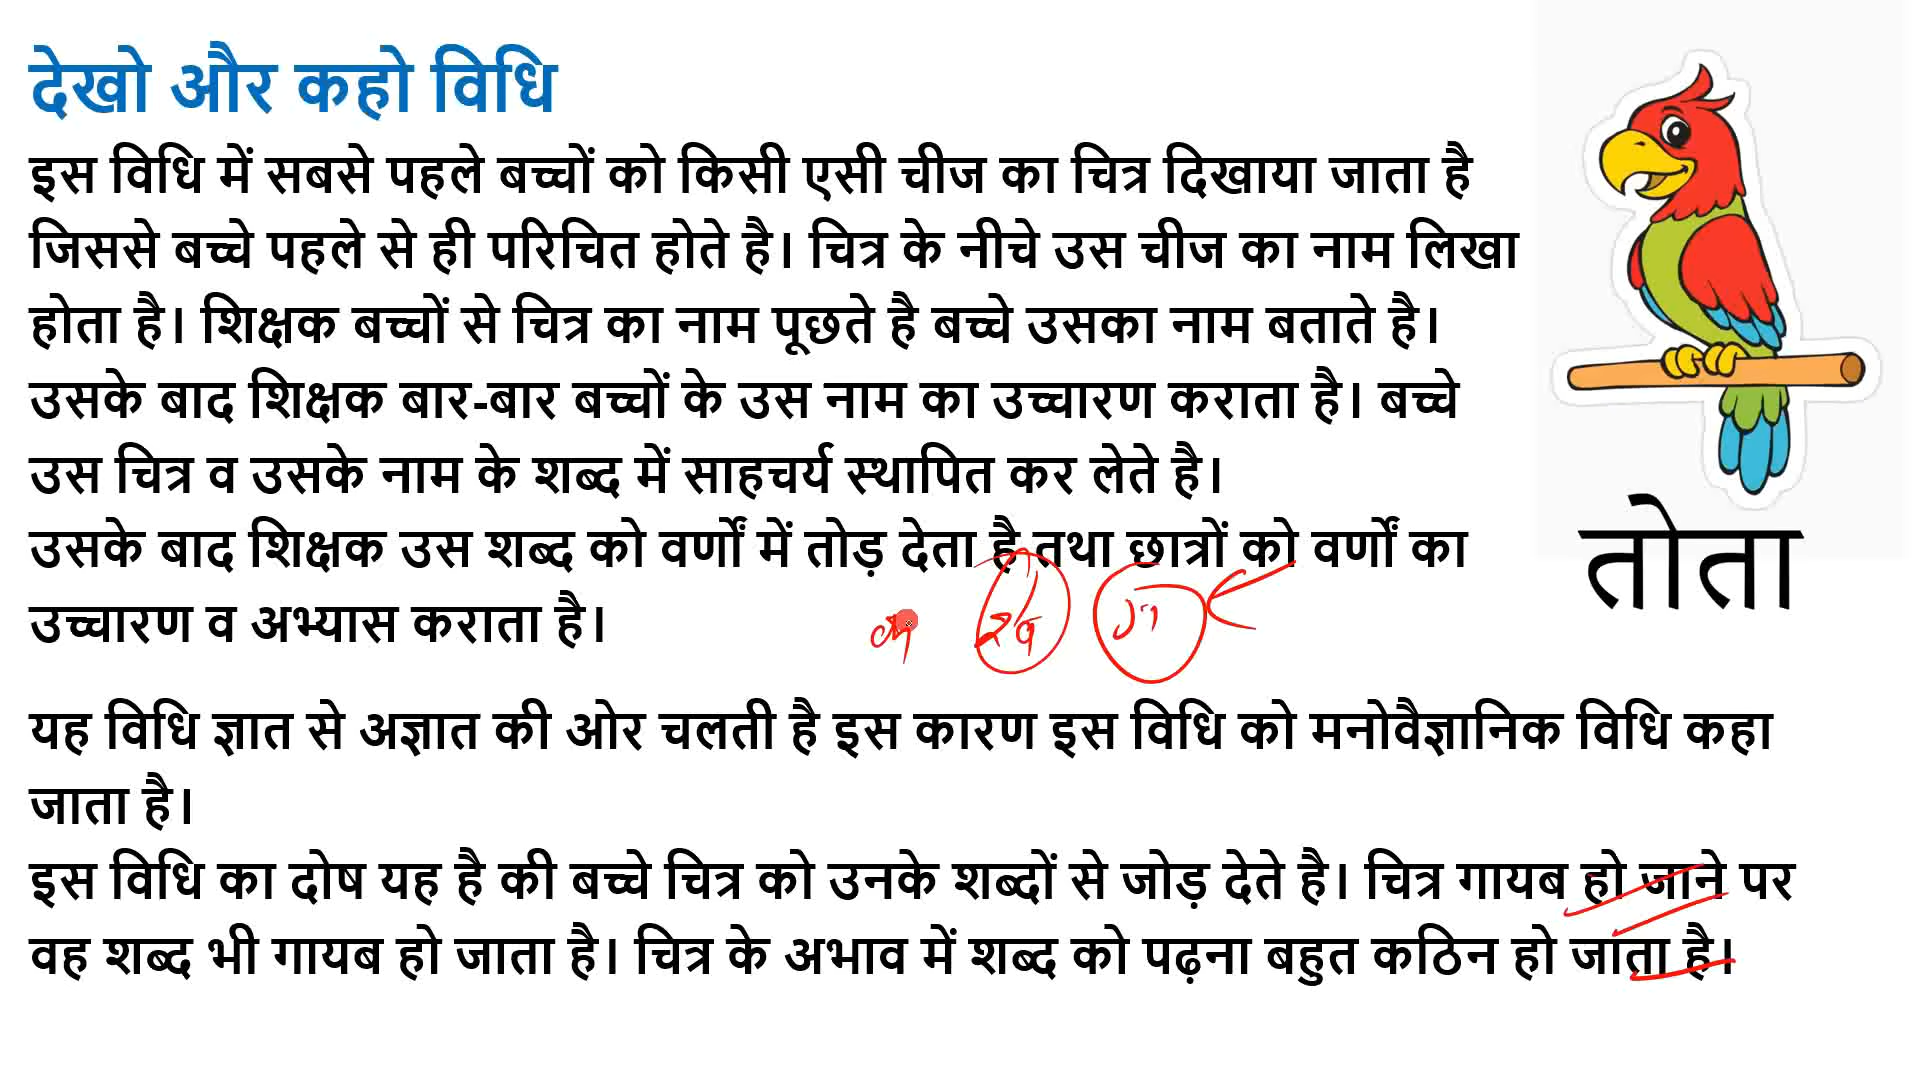 देखो और कहो विधि
इस विधि में सबसे पहले बच्चों को किसी एसी चीज का चित्र दिखाया जाता है
जिससे बच्चे पहले से ही परिचित होते है। चित्र के नीचे उस चीज का नाम लिखा
होता है। शिक्षक बच्चों से चित्र का नाम पूछते है बच्चे उसका नाम बताते है।
उसके बाद शिक्षक बार-बार बच्चों के उस नाम का उच्चारण कराता है। बच्चे
उस चित्र व उसके नाम के शब्द में साहचर्य स्थापित कर लेते है।
उसके बाद शिक्षक उस शब्द को वर्णों में तोड़ देता है तथा छात्रों को वर्णों का
उच्चारण व अभ्यास कराता है।
तोता
यह विधि ज्ञात से अज्ञात की ओर चलती है इस कारण इस विधि को मनोवैज्ञानिक विधि कहा
जाता है।
इस विधि का दोष यह है की बच्चे चित्र को उनके शब्दों से जोड़ देते है। चित्र गायब हो जाने पर
वह शब्द भी गायब हो जाता है। चित्र के अभाव में शब्द को पढ़ना बहुत कठिन हो जाता है।